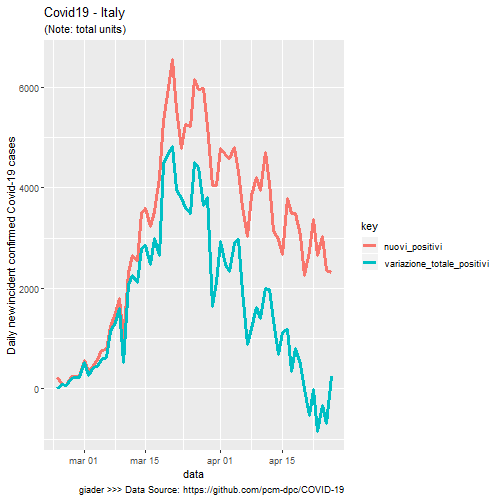 Covid19 - Italy
(Note: total units)
Daily new/incident confirmed Covid-19 cases
6000
4000
2000
0
mar 01
mar 15
apr 01
apr 15
data
key
nuovi_positivi
variazione_totale_positivi
giader >>> Data Source: https://github.com/pcm-dpc/COVID-19